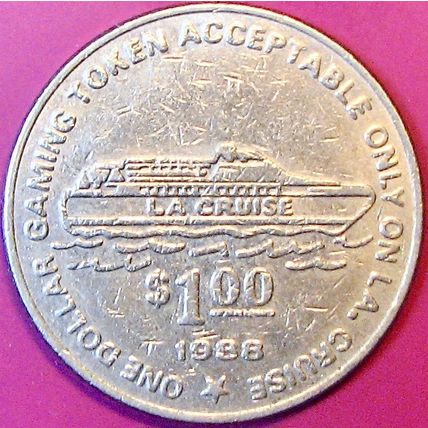 ONE DOLLAR GAMING TOKEN ACCEPTABLE ONLY ON L.A. CRUISE
LA CRUISE
$1.00
1988